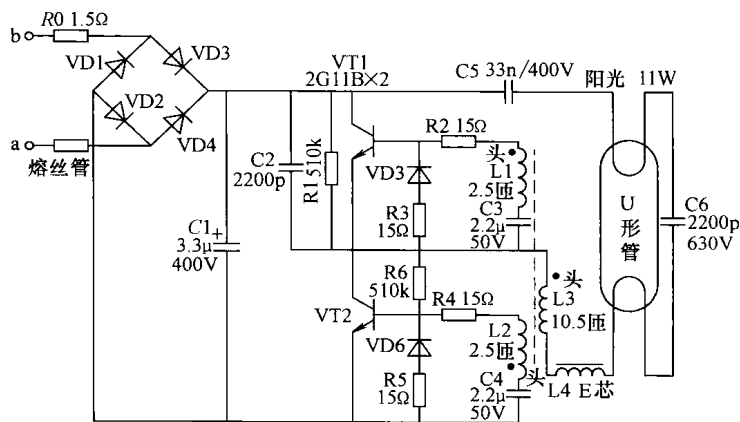 b
R0 1.5Ω
VD1
VD3
VD2
VD4
a
熔丝管
C1
+
3.3μ
400V
C2
2200p
R1
510k
VT1
2G11B×2
C5 33n/400V
阳光 11W
R2 15Ω
VD3
R3
15Ω
头
L1
2.5匝
C3
2.2μ
50V
R6
510k
VT2
R4 15Ω
VD6
R5
15Ω
L2
2.5匝
头
C4
2.2μ
50V
头
L3
10.5匝
L4 E芯
U
形
管
C6
2200p
630V